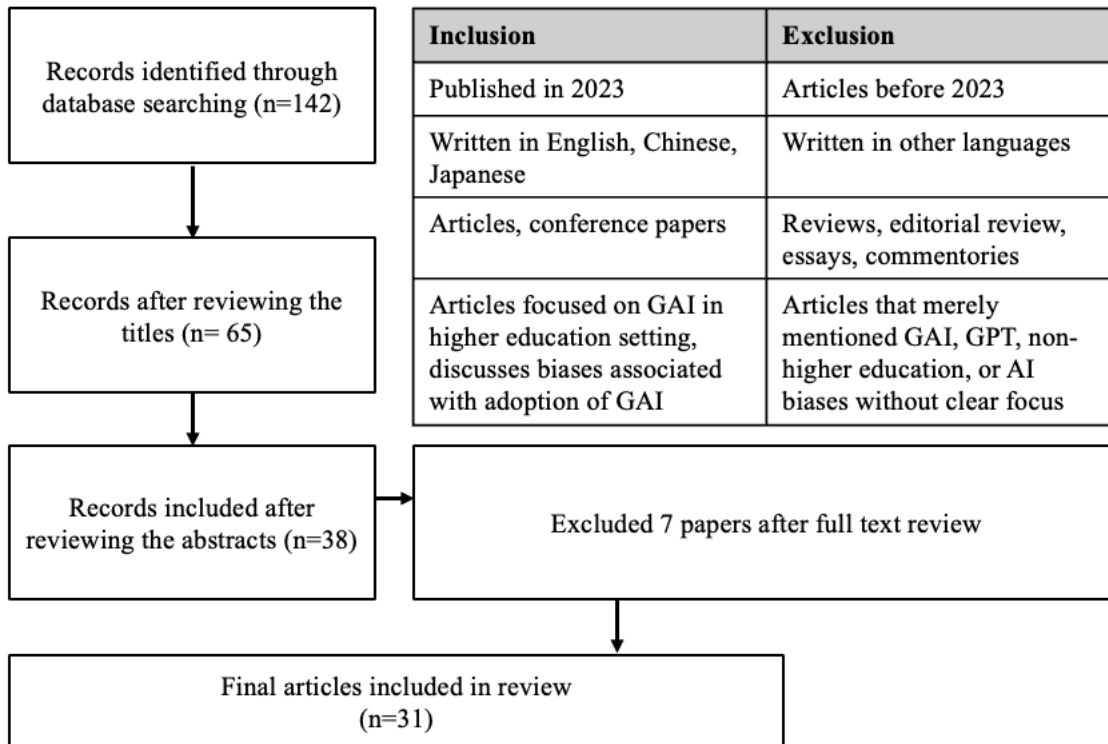 Records identified through
database searching (n=142)
Inclusion
Exclusion
Published in 2023
Articles before 2023
Written in English, Chinese,
Japanese
Written in other languages
Articles, conference papers
Reviews, editorial review,
essays, commentories
Articles focused on GAI in
higher education setting,
discusses biases associated
with adoption of GAI
Articles that merely
mentioned GAI, GPT, non-
higher education, or AI
biases without clear focus
Records after reviewing the
titles (n= 65)
Records included after
reviewing the abstracts (n=38)
Excluded 7 papers after full text review
Final articles included in review
(n=31)